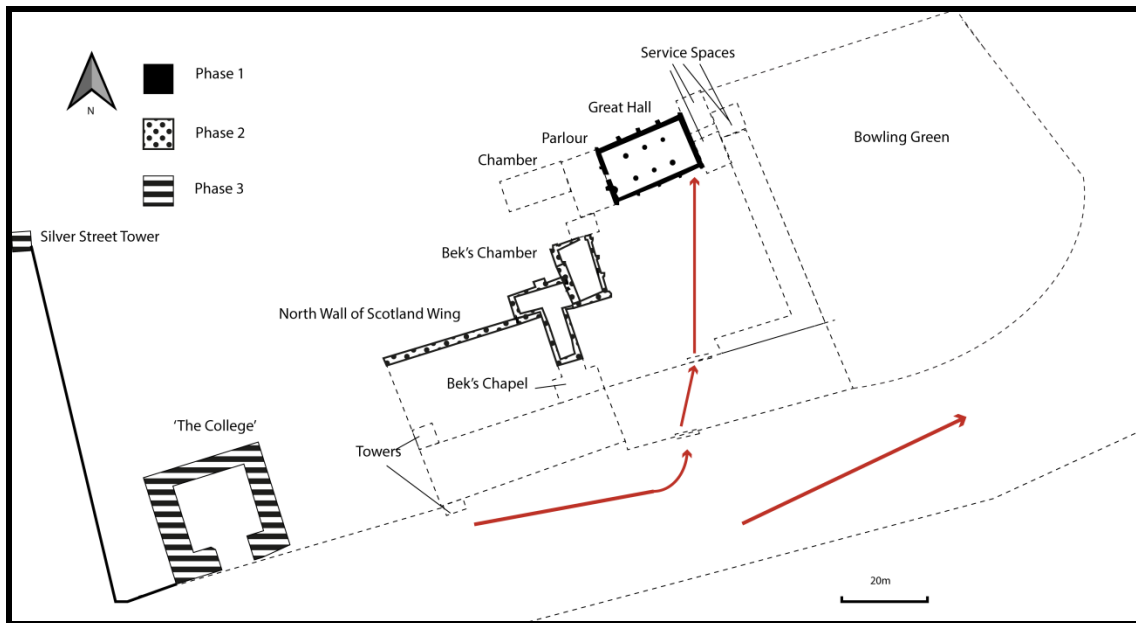 N
Phase 1
Phase 2
Phase 3
Service Spaces
Great Hall
Parlour
Chamber
Bowling Green
Silver Street Tower
Bek's Chamber
North Wall of Scotland Wing
Bek's Chapel
'The College'
Towers
20m